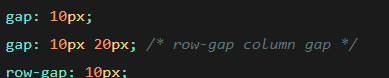 gap: 10px;
gap: 10px 20px; /* row-gap column gap */
row-gap: 10px;